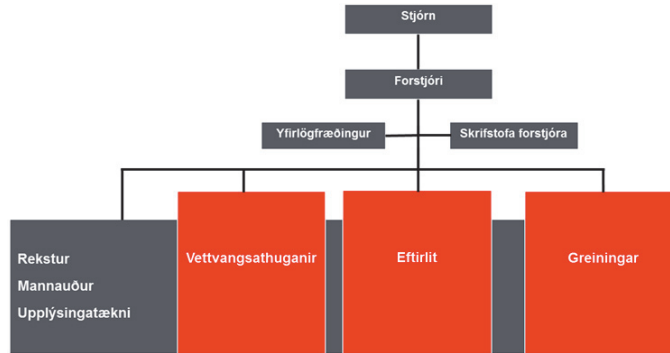 Stjórn
Forstjóri
Yfirlögfræðingur
Skrifstofa forstjóra
Rekstur
Mannauður
Upplýsingatækni
Vettvangsathuganir
Eftirlit
Greiningar